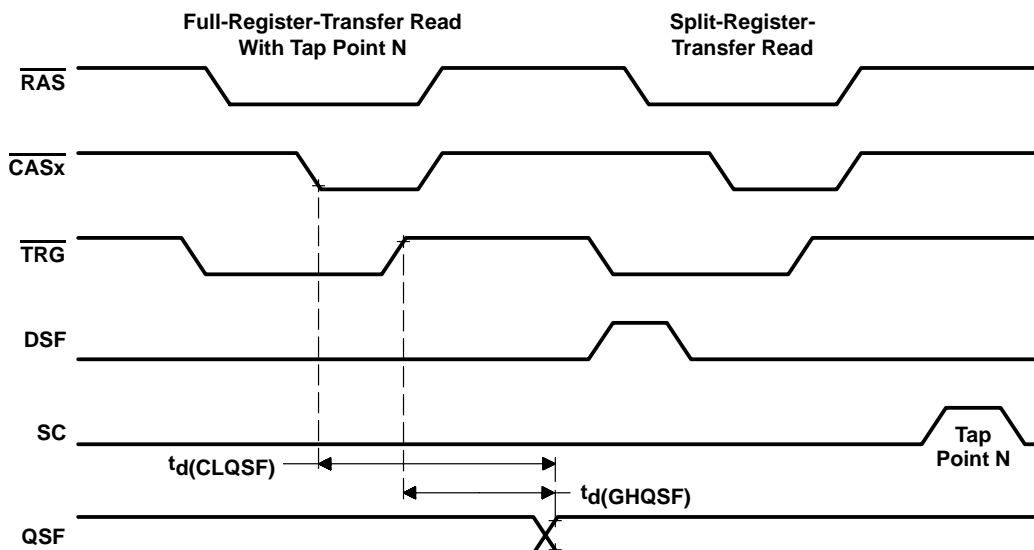 Full-Register-Transfer Read
With Tap Point N
Split-Register-
Transfer Read
RAS
CASx
TRG
DSF
SC
Tap
Point N
td(CLQSF)
td(GHQSF)
QSF